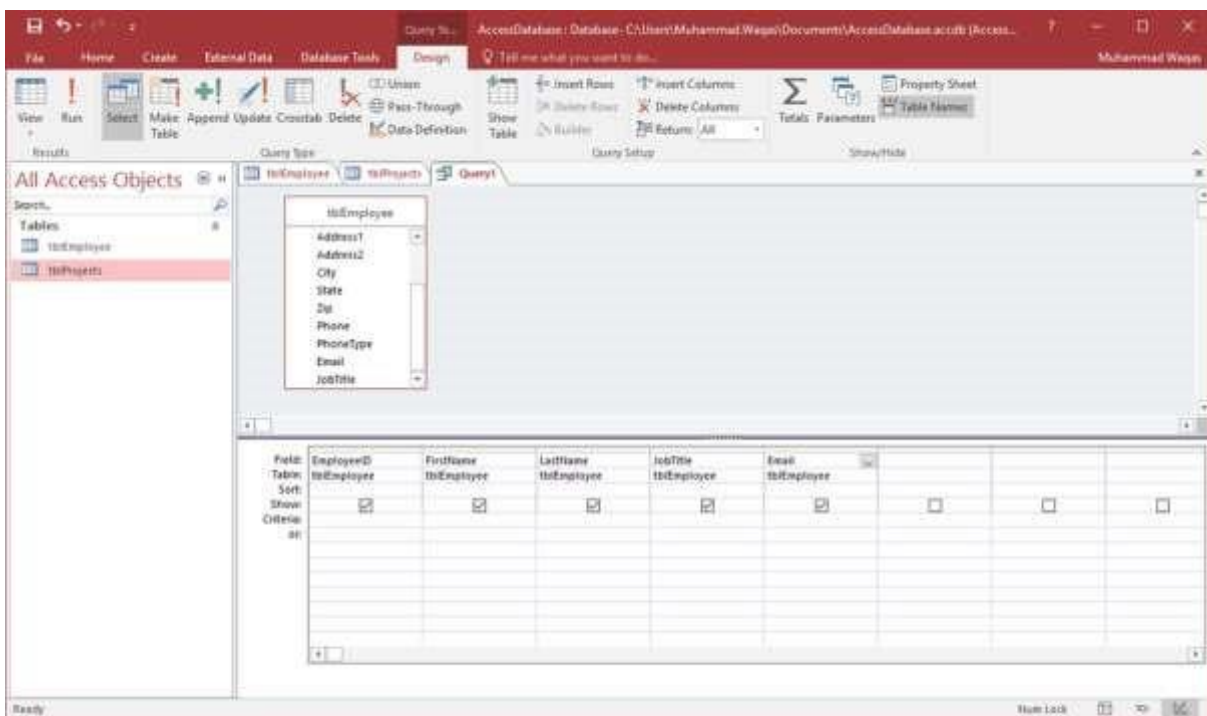 Query To... AccessDatabase : Database- C:\Users\Muhammad.Waqas\Documents\AccessDatabase.accdb (Access... ?
File Home Create External Data Database Tools Design Tell me what you want to do... Muhammad Waqas
Union Insert Rows Insert Columns Property Sheet
Pass-Through Delete Rows Delete Columns Table Names
View Run Select Make Table Append Update Crosstab Delete Data Definition Show Table Builder Return: All Totals Parameters
Results Query Type Query Setup Show/Hide
All Access Objects
tblEmployee tblProjects Query1
Search...
Tables
tblEmployee
tblProjects
tblEmployee
Address1
Address2
City
State
Zip
Phone
PhoneType
Email
JobTitle
Field: EmployeeID FirstName LastName JobTitle Email
Table: tblEmployee tblEmployee tblEmployee tblEmployee tblEmployee
Sort:
Show:
Criteria:
or:
Ready Num Lock